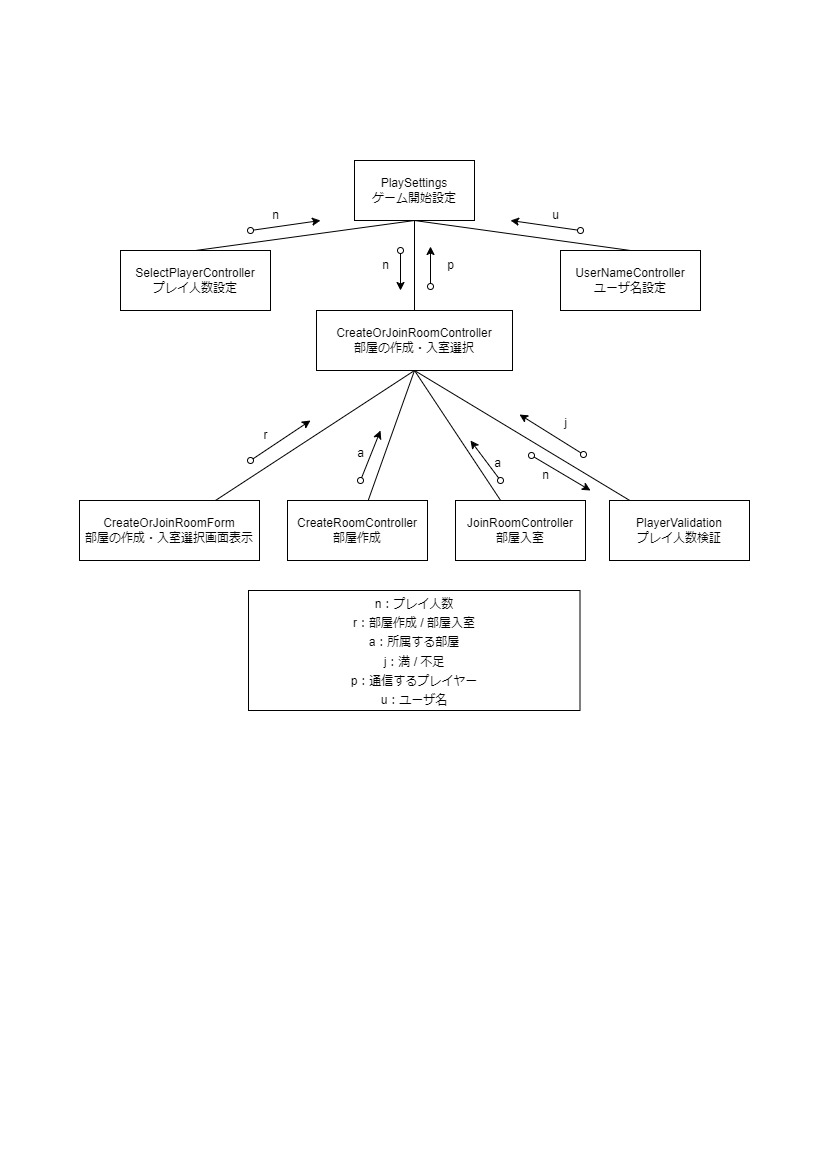 PlaySettings
ゲーム開始設定
n
u
SelectPlayerController
プレイ人数設定
n
p
UserNameController
ユーザ名設定
CreateOrJoinRoomController
部屋の作成・入室選択
r
a
a
j
n
CreateOrJoinRoomForm
部屋の作成・入室選択画面表示
CreateRoomController
部屋作成
JoinRoomController
部屋入室
PlayerValidation
プレイ人数検証
n：プレイ人数
r：部屋作成 / 部屋入室
a：所属する部屋
j：満 / 不足
p：通信するプレイヤー
u：ユーザ名